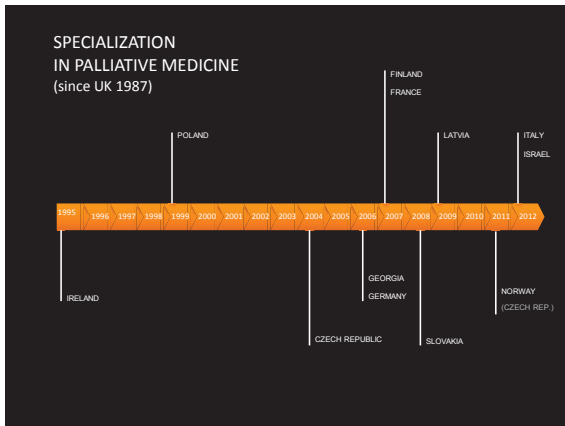 SPECIALIZATION
IN PALLIATIVE MEDICINE
(since UK 1987)
FINLAND
FRANCE
POLAND
LATVIA
ITALY
ISRAEL
1995 1996 1997 1998 1999 2000 2001 2002 2003 2004 2005 2006 2007 2008 2009 2010 2011 2012
IRELAND
GEORGIA
GERMANY
NORWAY
(CZECH REP.)
CZECH REPUBLIC
SLOVAKIA